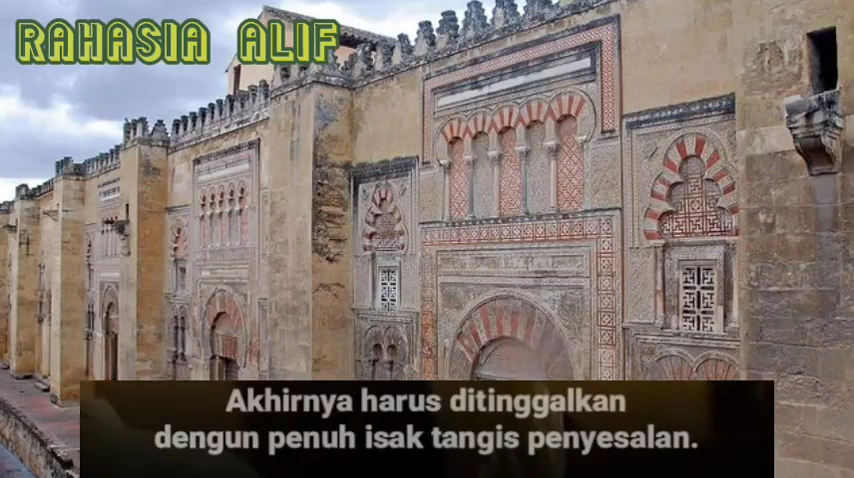 RAHASIA ALIF
Akhirnya harus ditinggalkan
dengun penuh isak tangis penyesalan.